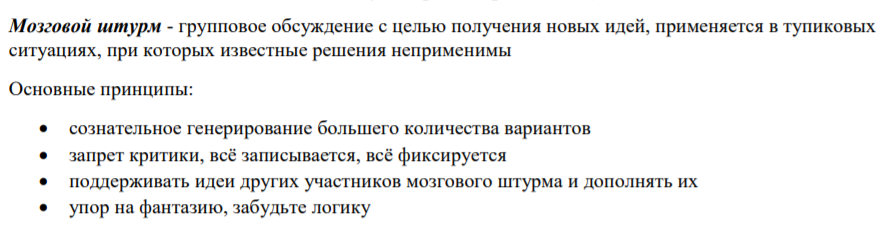 Мозговой штурм - групповое обсуждение с целью получения новых идей, применяется в тупиковых
ситуациях, при которых известные решения неприменимы
Основные принципы:
• сознательное генерирование большего количества вариантов
• запрет критики, всё записывается, всё фиксируется
• поддерживать идеи других участников мозгового штурма и дополнять их
• упор на фантазию, забудьте логику